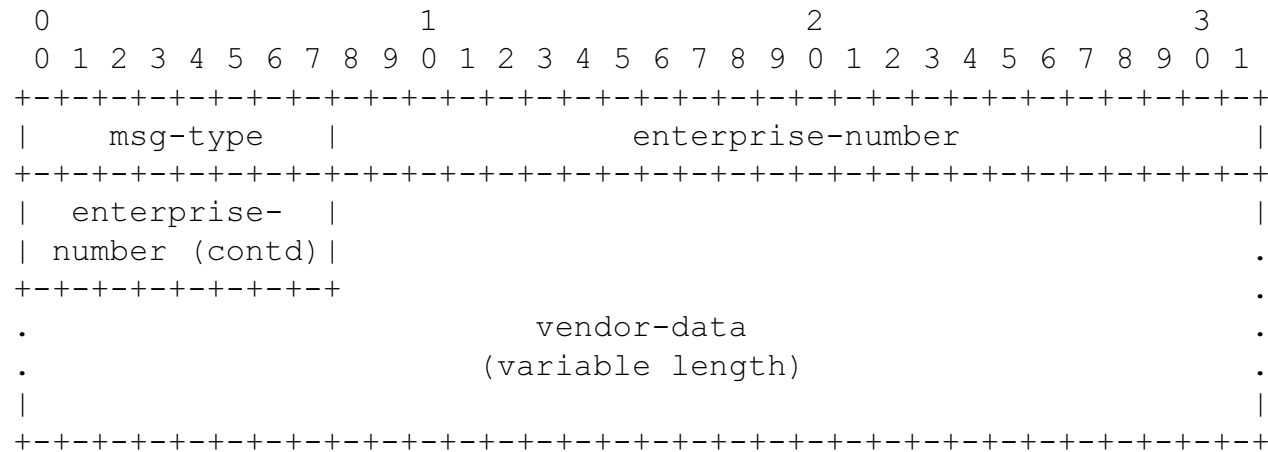 0                   1                   2                   3
 0 1 2 3 4 5 6 7 8 9 0 1 2 3 4 5 6 7 8 9 0 1 2 3 4 5 6 7 8 9 0 1
+-+-+-+-+-+-+-+-+-+-+-+-+-+-+-+-+-+-+-+-+-+-+-+-+-+-+-+-+-+-+-+-+
|    msg-type   |               enterprise-number               |
+-+-+-+-+-+-+-+-+-+-+-+-+-+-+-+-+-+-+-+-+-+-+-+-+-+-+-+-+-+-+-+-+
|  enterprise-  |                                               |
| number (contd)|                                               .
+-+-+-+-+-+-+-+-+                                               .
.                          vendor-data                          .
.                       (variable length)                       .
|                                                               |
+-+-+-+-+-+-+-+-+-+-+-+-+-+-+-+-+-+-+-+-+-+-+-+-+-+-+-+-+-+-+-+-+